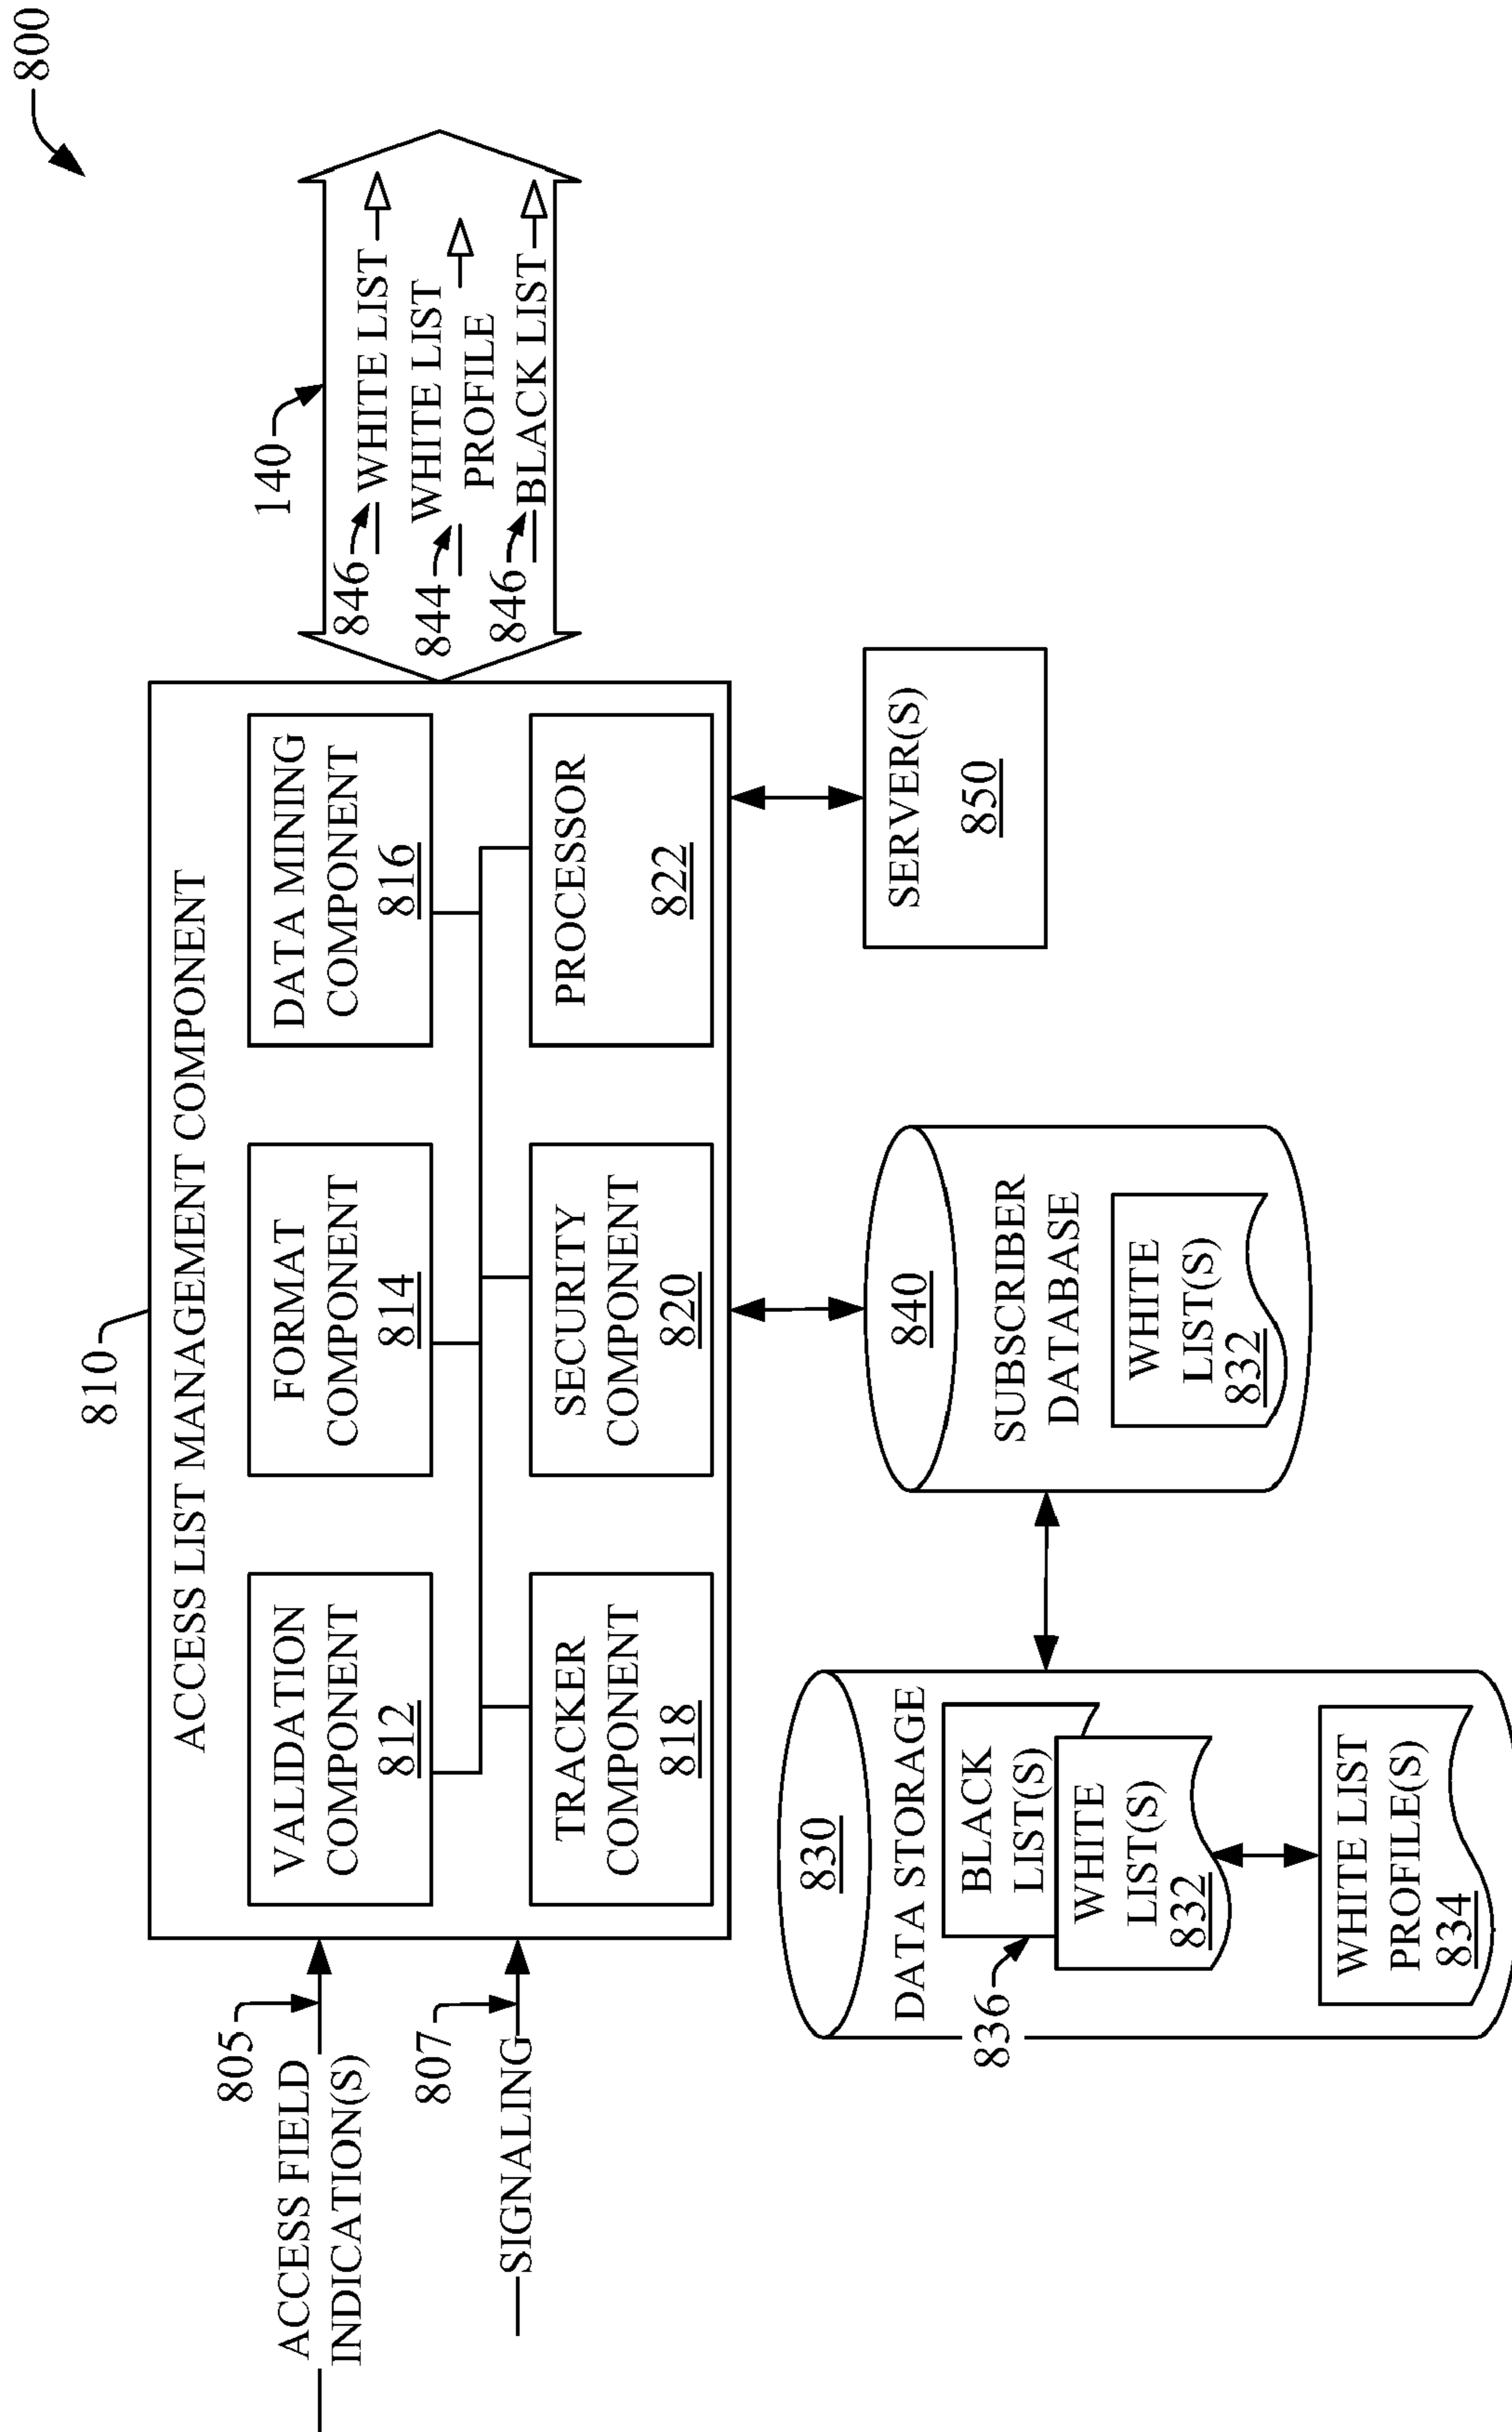 800
810
ACCESS LIST MANAGEMENT COMPONENT
805
ACCESS FIELD
INDICATION(S)
807
SIGNALING
VALIDATION
COMPONENT
812
FORMAT
COMPONENT
814
DATA MINING
COMPONENT
816
TRACKER
COMPONENT
818
SECURITY
COMPONENT
820
PROCESSOR
822
140
846
WHITE LIST
844
WHITE LIST
PROFILE
846
BLACK LIST
830
DATA STORAGE
836
BLACK
LIST(S)
WHITE
LIST(S)
832
WHITE LIST
PROFILE(S)
834
840
SUBSCRIBER
DATABASE
WHITE
LIST(S)
832
SERVER(S)
850